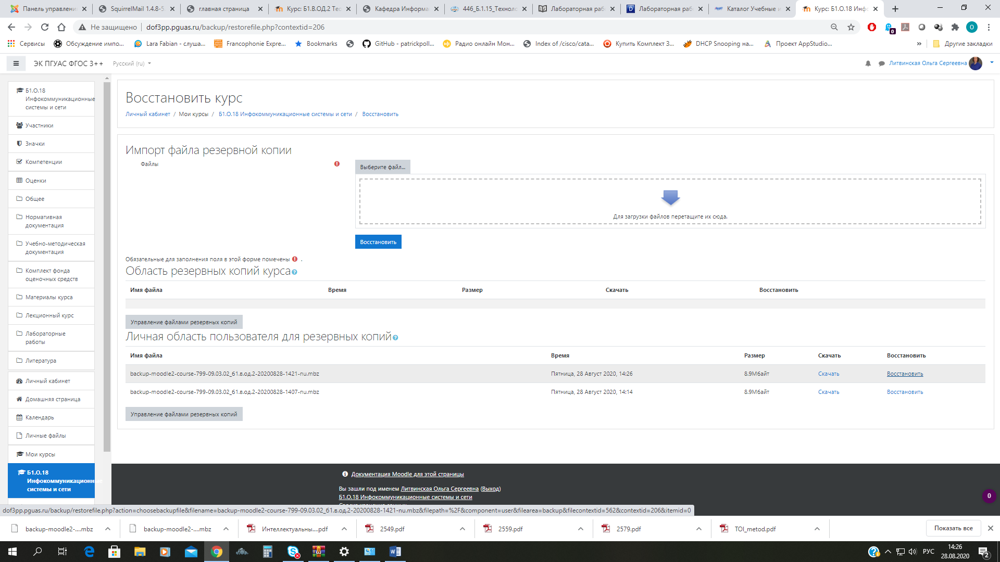 Панель управлени
SquirrelMail 1.4.8-5.
главная страница
Курс: Б1.В.ОД.2 Тес
Кафедра Информа
446_Б.1.15_Техноло
Лабораторная раб
Лабораторная раб
Каталог Учебные и
Курс: Б1.О.18 Инфо
Не защищено
dof3pp.pguas.ru/backup/restorefile.php?contextid=206
Сервисы
Обсуждение импо...
Lara Fabian - слуша...
Francophonie Expre...
Bookmarks
GitHub - patrickpoll...
Радио онлайн Мон...
Index of /cisco/cata...
Купить Комплект 3...
DHCP Snooping на...
Проект AppStudio...
»
Другие закладки
ЭК ПГУАС ФГОС 3++
Русский (ru)
Литвинская Ольга Сергеевна
Б1.О.18
Инфокоммуникационные
системы и сети
Участники
Значки
Компетенции
Оценки
Общее
Нормативная
документация
Учебно-методическая
документация
Комплект фонда
оценочных средств
Материалы курса
Лекционный курс
Лабораторные
работы
Литература
Личный кабинет
Домашняя страница
Календарь
Личные файлы
Мои курсы
Б1.О.18
Инфокоммуникационные
системы и сети
Восстановить курс
Личный кабинет / Мои курсы / Б1.О.18 Инфокоммуникационные системы и сети / Восстановить
Импорт файла резервной копии
Файлы
Выберите файл...
Для загрузки файлов перетащите их сюда.
Восстановить
Обязательные для заполнения поля в этой форме помечены .
Область резервных копий курса
Имя файла Время Размер Скачать Восстановить
Управление файлами резервных копий
Личная область пользователя для резервных копий
Имя файла Время Размер Скачать Восстановить
backup-moodle2-course-799-09.03.02_61.в.од.2-20200828-1421-nu.mbz Пятница, 28 Август 2020, 14:26 8.9Мбайт Скачать Восстановить
backup-moodle2-course-799-09.03.02_61.в.од.2-20200828-1407-nu.mbz Пятница, 28 Август 2020, 14:14 8.9Мбайт Скачать Восстановить
Управление файлами резервных копий
Документация Moodle для этой страницы
Вы зашли под именем Литвинская Ольга Сергеевна (Выход)
Б1.О.18 Инфокоммуникационные системы и сети
0
dof3pp.pguas.ru/backup/restorefile.php?action=choosebackupfile&filename=backup-moodle2-course-799-09.03.02_61.в.од.2-20200828-1421-nu.mbz&filepath=%2F&component=user&filearea=backup&filecontextid=562&contextid=206&itemid=0
backup-moodle2-....mbz
backup-moodle2-....mbz
Интеллектуальны....pdf
2549.pdf
2559.pdf
2579.pdf
TOI_metod.pdf
Показать все
РУС
14:26
28.08.2020
2